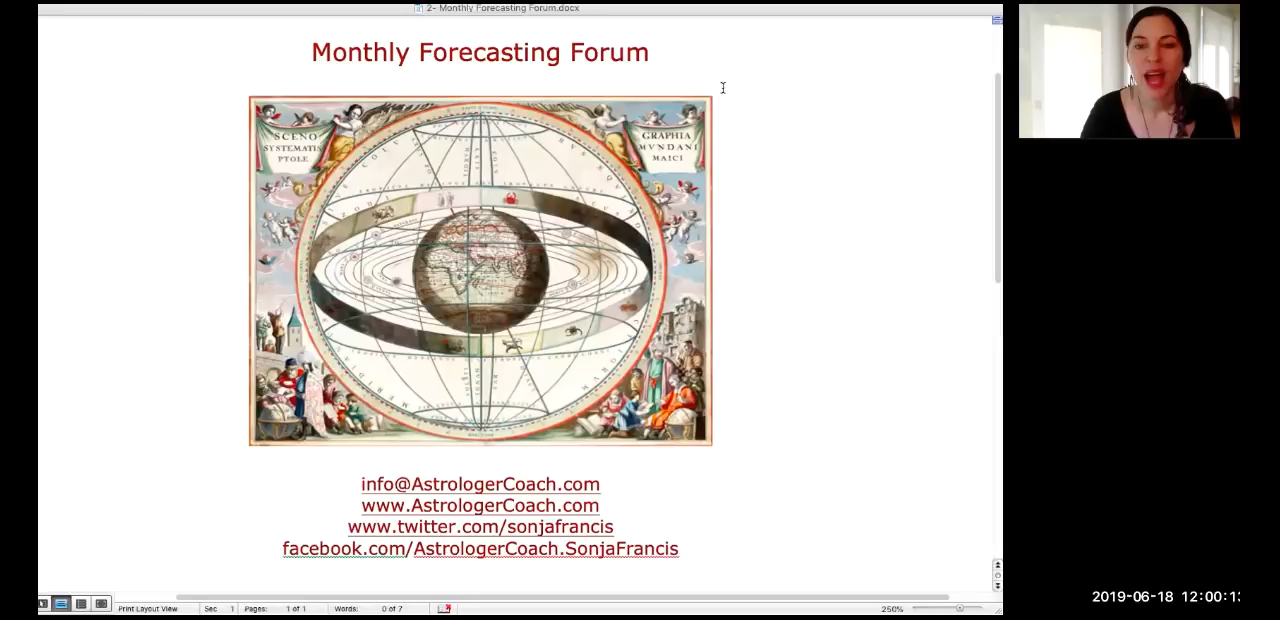 2- Monthly Forecasting Forum.docx
Monthly Forecasting Forum
SCENO
SYSTEMATIS
PTOLE
GRAPHIA
MVNDANI
MAICI
info@AstrologerCoach.com
www.AstrologerCoach.com
www.twitter.com/sonjafrancis
facebook.com/AstrologerCoach.SonjaFrancis
Print Layout View Sec 1 Pages: 1 of 1 Words: 0 of 7 250%
2019-06-18 12:00:1